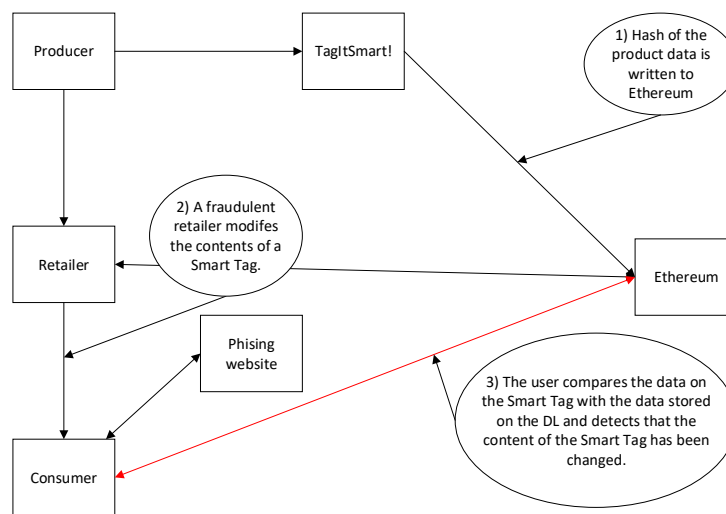 Producer
TagItSmart!
1) Hash of the
product data is
written to
Ethereum
2) A fraudulent
retailer modifes
the contents of a
Smart Tag.
Retailer
Ethereum
Phising
website
3) The user compares the data on
the Smart Tag with the data stored
on the DL and detects that the
content of the Smart Tag has been
changed.
Consumer